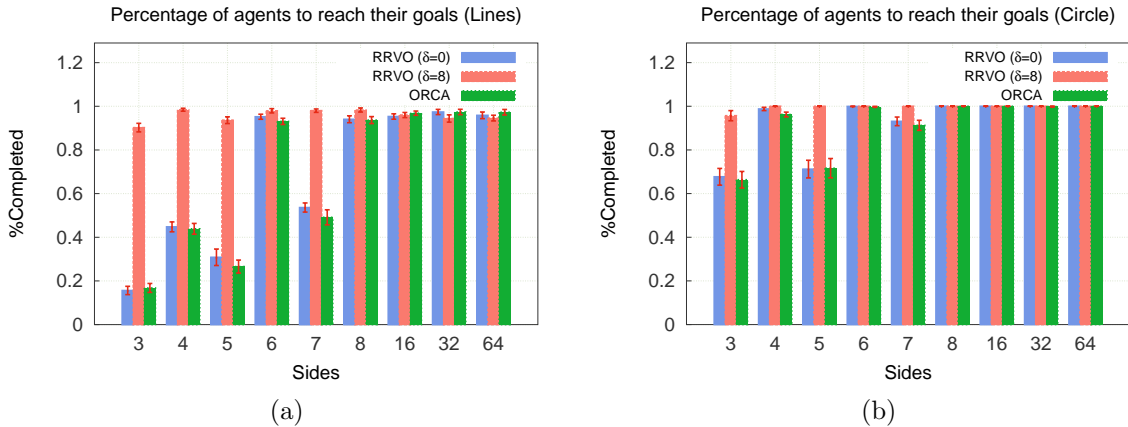 Percentage of agents to reach their goals (Lines)
1.2
1
0.8
0.6
0.4
0.2
0
%Completed
RRVO (δ=0)
RRVO (δ=8)
ORCA
3 4 5 6 7 8 16 32 64
Sides
(a)
Percentage of agents to reach their goals (Circle)
1.2
1
0.8
0.6
0.4
0.2
0
%Completed
RRVO (δ=0)
RRVO (δ=8)
ORCA
3 4 5 6 7 8 16 32 64
Sides
(b)